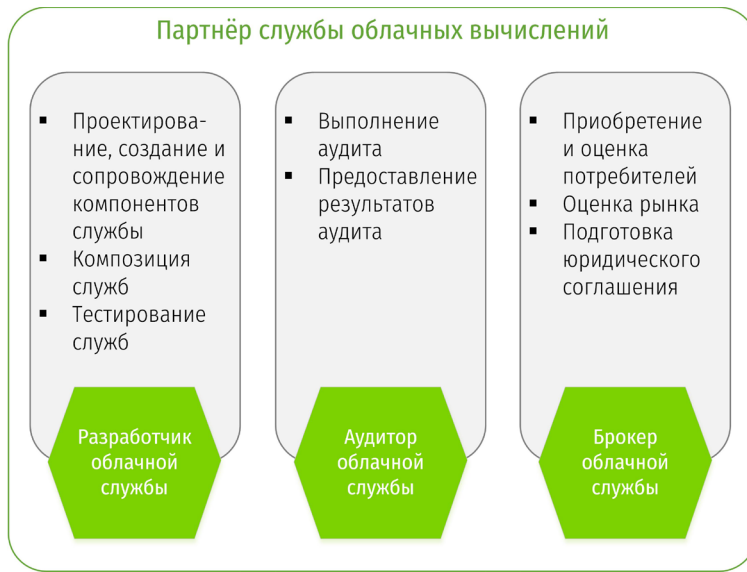 Партнёр службы облачных вычислений
▪ Проектирова-
ние, создание и
сопровождение
компонентов
службы
▪ Композиция
служб
▪ Тестирование
служб
Разработчик
облачной
службы
▪ Выполнение
аудита
▪ Предоставление
результатов
аудита
Аудитор
облачной
службы
▪ Приобретение
и оценка
потребителей
▪ Оценка рынка
▪ Подготовка
юридического
соглашения
Брокер
облачной
службы